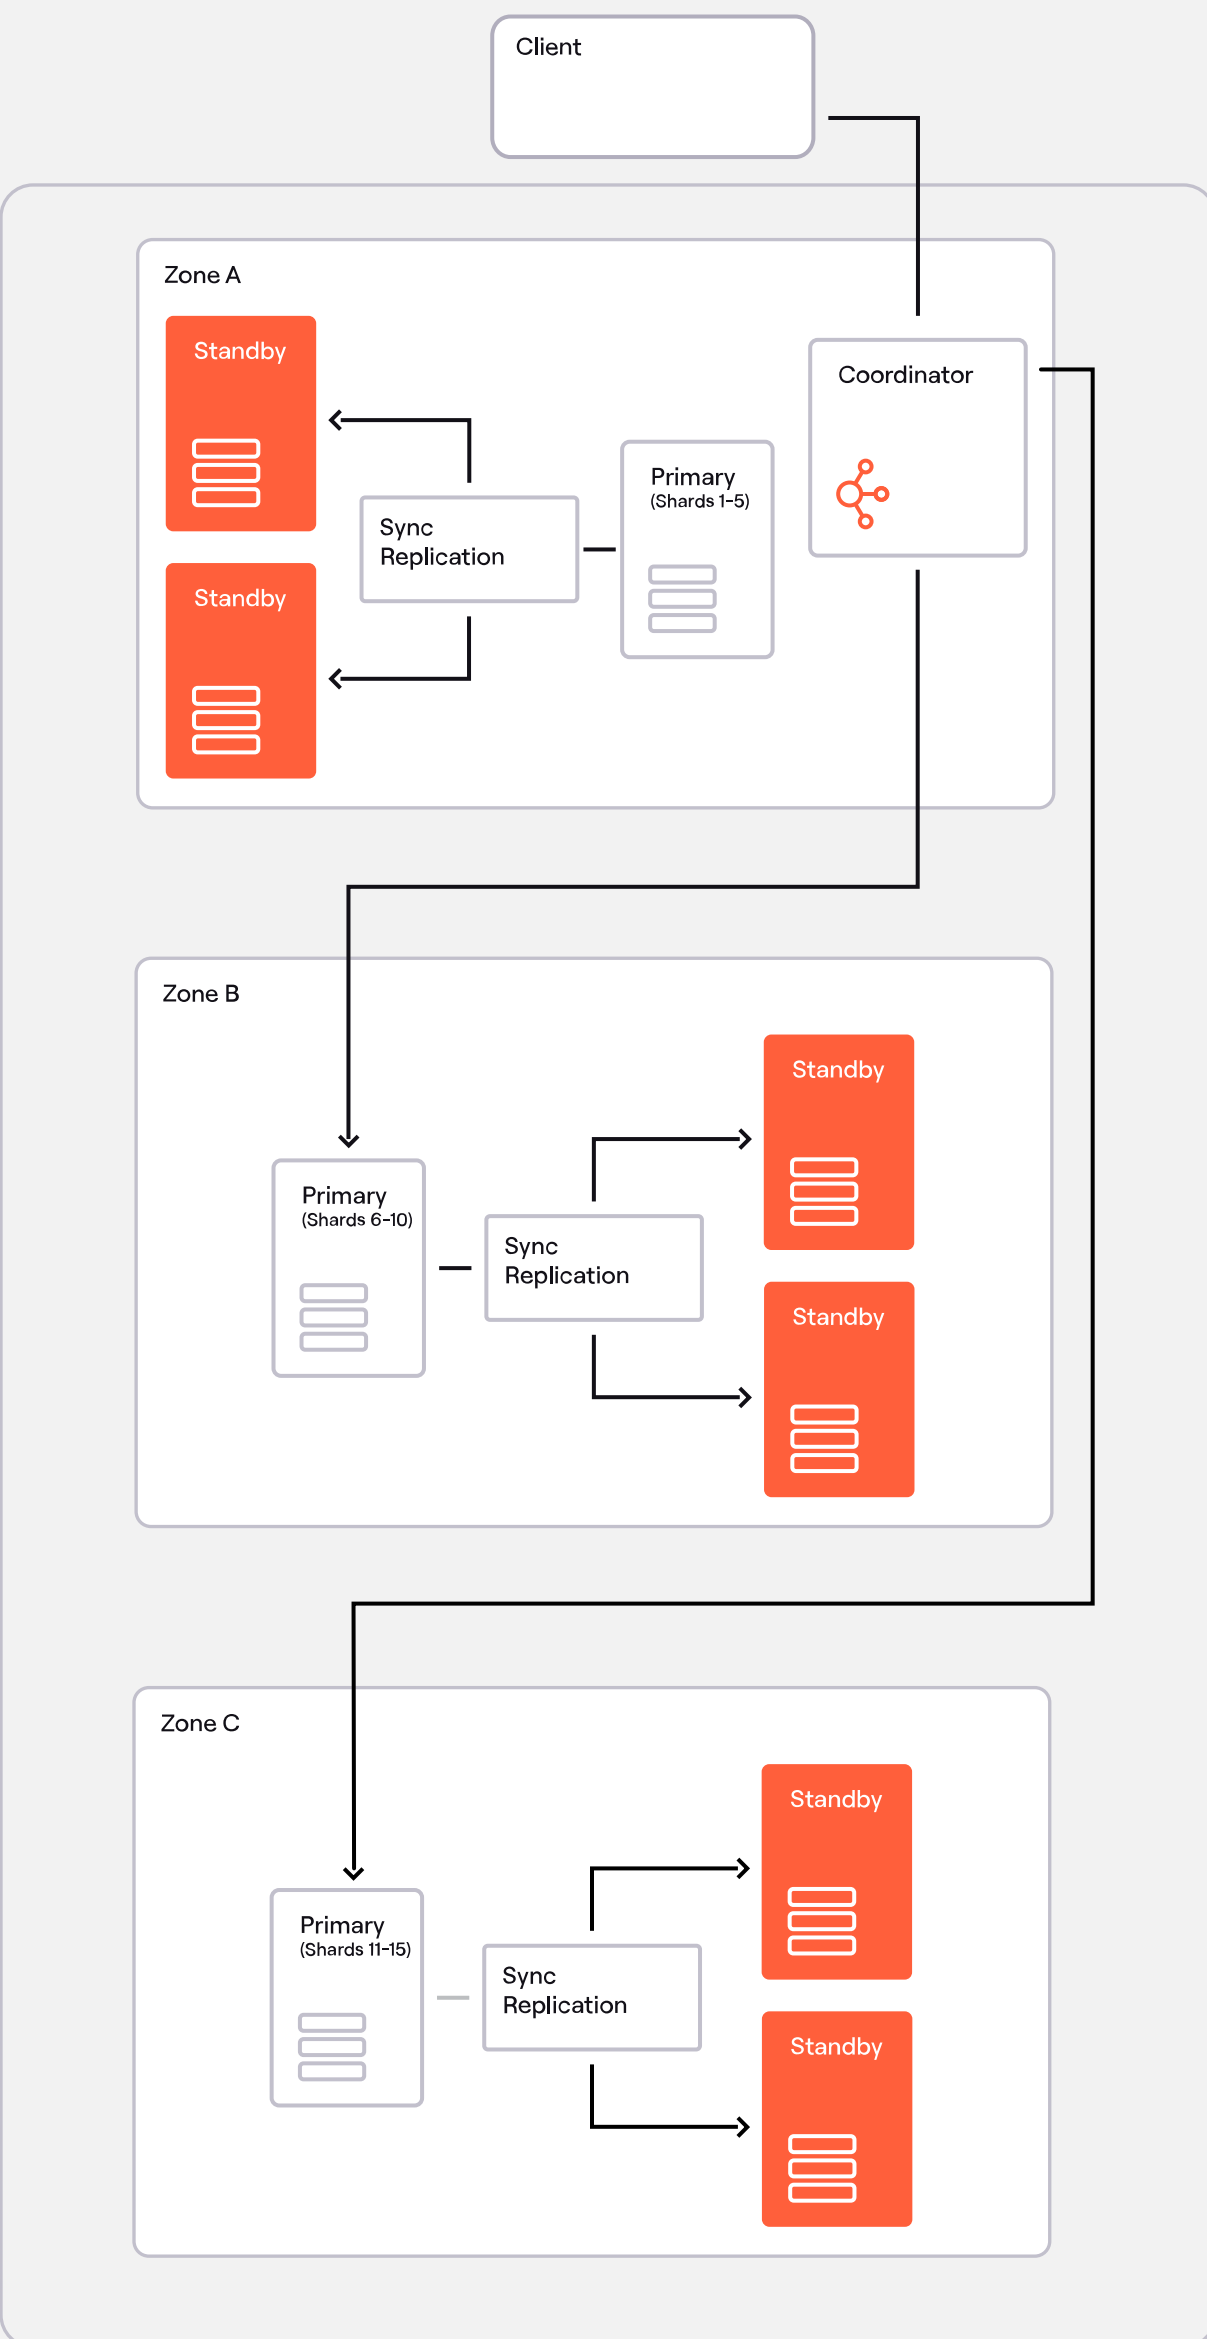 Client
Zone A
Standby
Coordinator
Primary
(Shards 1-5)
Sync
Replication
Standby
Zone B
Standby
Primary
(Shards 6-10)
Sync
Replication
Standby
Zone C
Standby
Primary
(Shards 11-15)
Sync
Replication
Standby